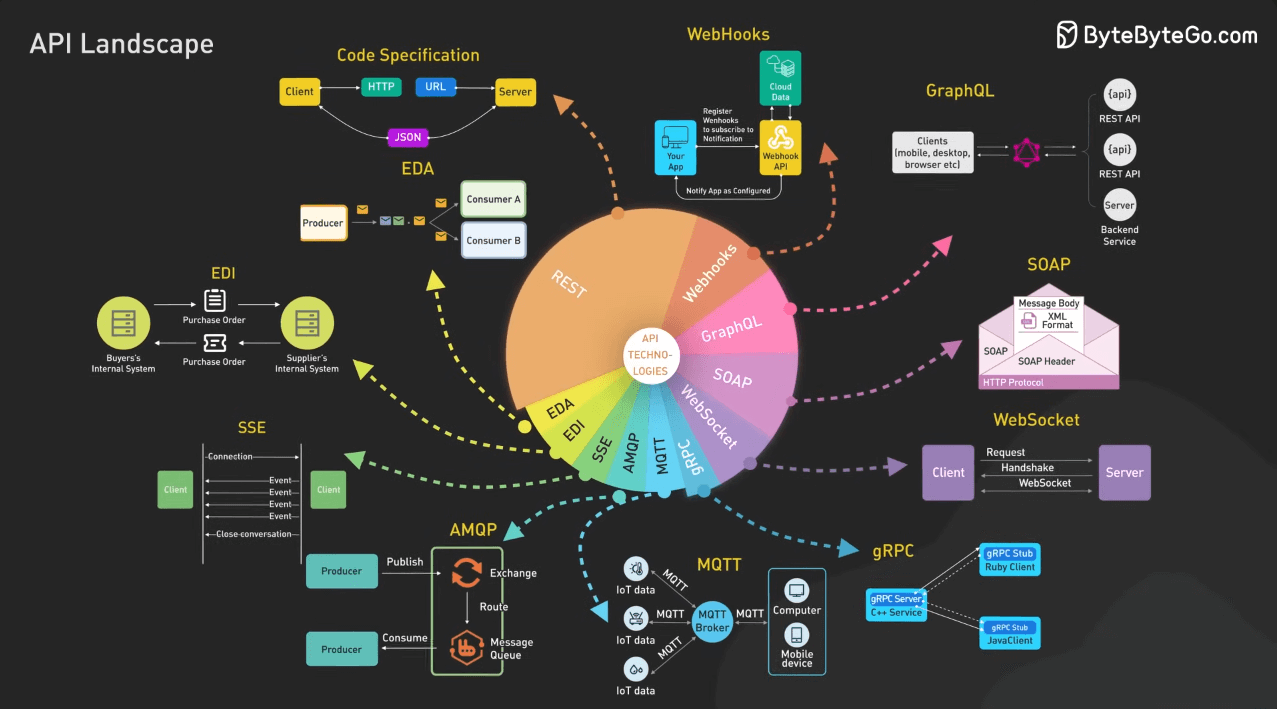 API Landscape
ByteByteGo.com
Code Specification
Client
HTTP
URL
Server
JSON
WebHooks
Cloud
Data
Register
Wenhooks
to subscribe to
Notification
Your
App
Webhook
API
Notify App as Configured
GraphQL
Clients
(mobile, desktop,
browser etc)
{api}
REST API
{api}
REST API
Server
Backend
Service
EDA
Producer
Consumer A
Consumer B
EDI
Purchase Order
Purchase Order
Buyers's
Internal System
Supplier's
Internal System
SOAP
Message Body
XML
Format
SOAP
SOAP Header
HTTP Protocol
API
TECHNO-
LOGIES
REST
Webhooks
GraphQL
SOAP
WebSocket
gRPC
MQTT
AMQP
SSE
EDI
EDA
SSE
Connection
Client
Event
Event
Event
Event
Client
Close conversation
WebSocket
Client
Request
Handshake
WebSocket
Server
AMQP
Producer
Publish
Exchange
Route
Producer
Consume
Message
Queue
MQTT
IoT data
IoT data
IoT data
MQTT
MQTT
MQTT
MQTT
Broker
MQTT
Computer
Mobile
device
gRPC
gRPC Server
C++ Service
gRPC Stub
Ruby Client
gRPC Stub
JavaClient